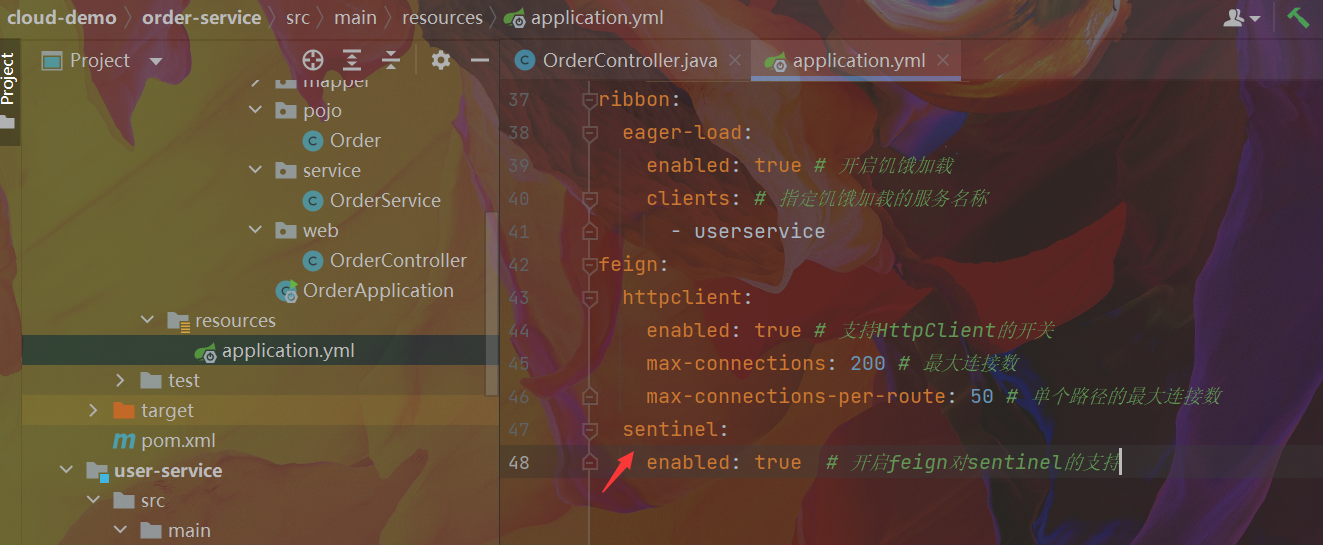 cloud-demo order-service src main resources application.yml
Project
Project
OrderController.java application.yml
mapper
pojo
Order
service
OrderService
web
OrderController
OrderApplication
resources
application.yml
test
target
pom.xml
user-service
src
main
37 ribbon:
38 eager-load:
39 enabled: true # 开启饥饿加载
40 clients: # 指定饥饿加载的服务名称
41 - userservice
42 feign:
43 httpclient:
44 enabled: true # 支持HttpClient的开关
45 max-connections: 200 # 最大连接数
46 max-connections-per-route: 50 # 单个路径的最大连接数
47 sentinel:
48 enabled: true # 开启feign对sentinel的支持